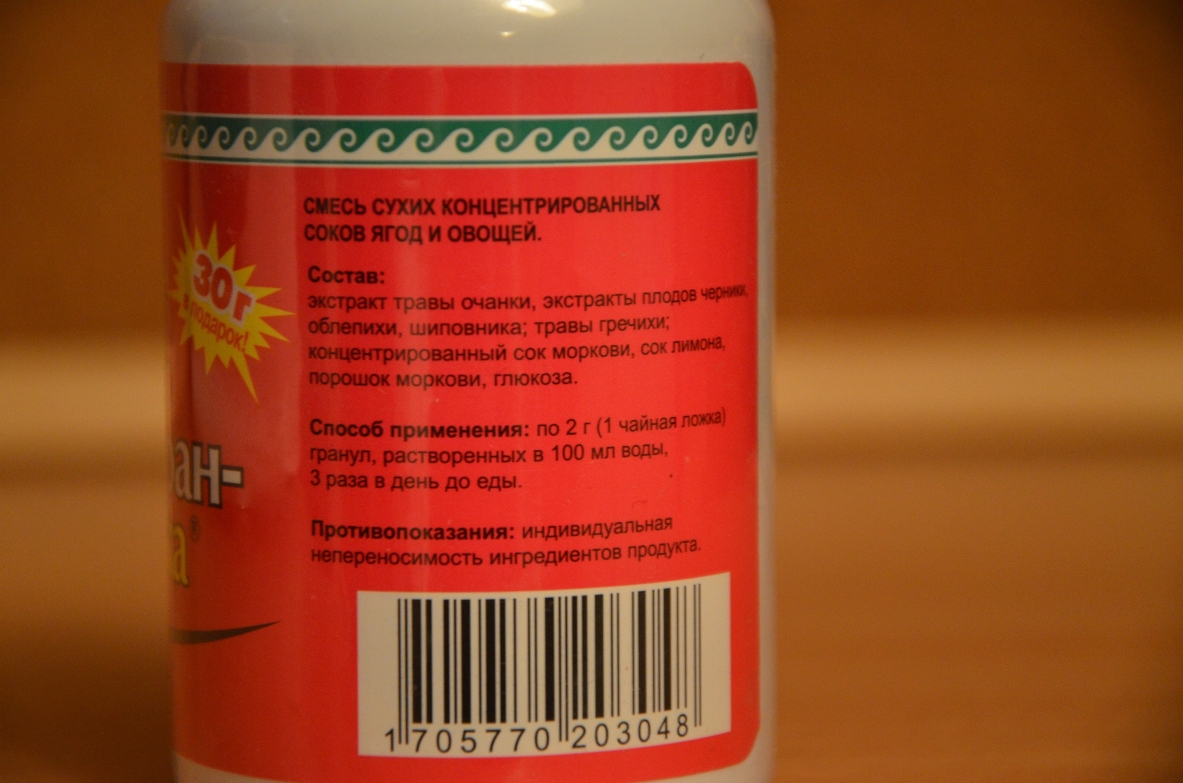 СМЕСЬ СУХИХ КОНЦЕНТРИРОВАННЫХ
СОКОВ ЯГОД И ОВОЩЕЙ.
30г
в подарок!
Состав:
экстракт травы очанки, экстракты плодов черники,
облепихи, шиповника; травы гречихи;
концентрированный сок моркови, сок лимона,
порошок моркови, глюкоза.
Способ применения: по 2 г (1 чайная ложка)
гранул, растворенных в 100 мл воды,
3 раза в день до еды.
Противопоказания: индивидуальная
непереносимость ингредиентов продукта.
1 705770 203048